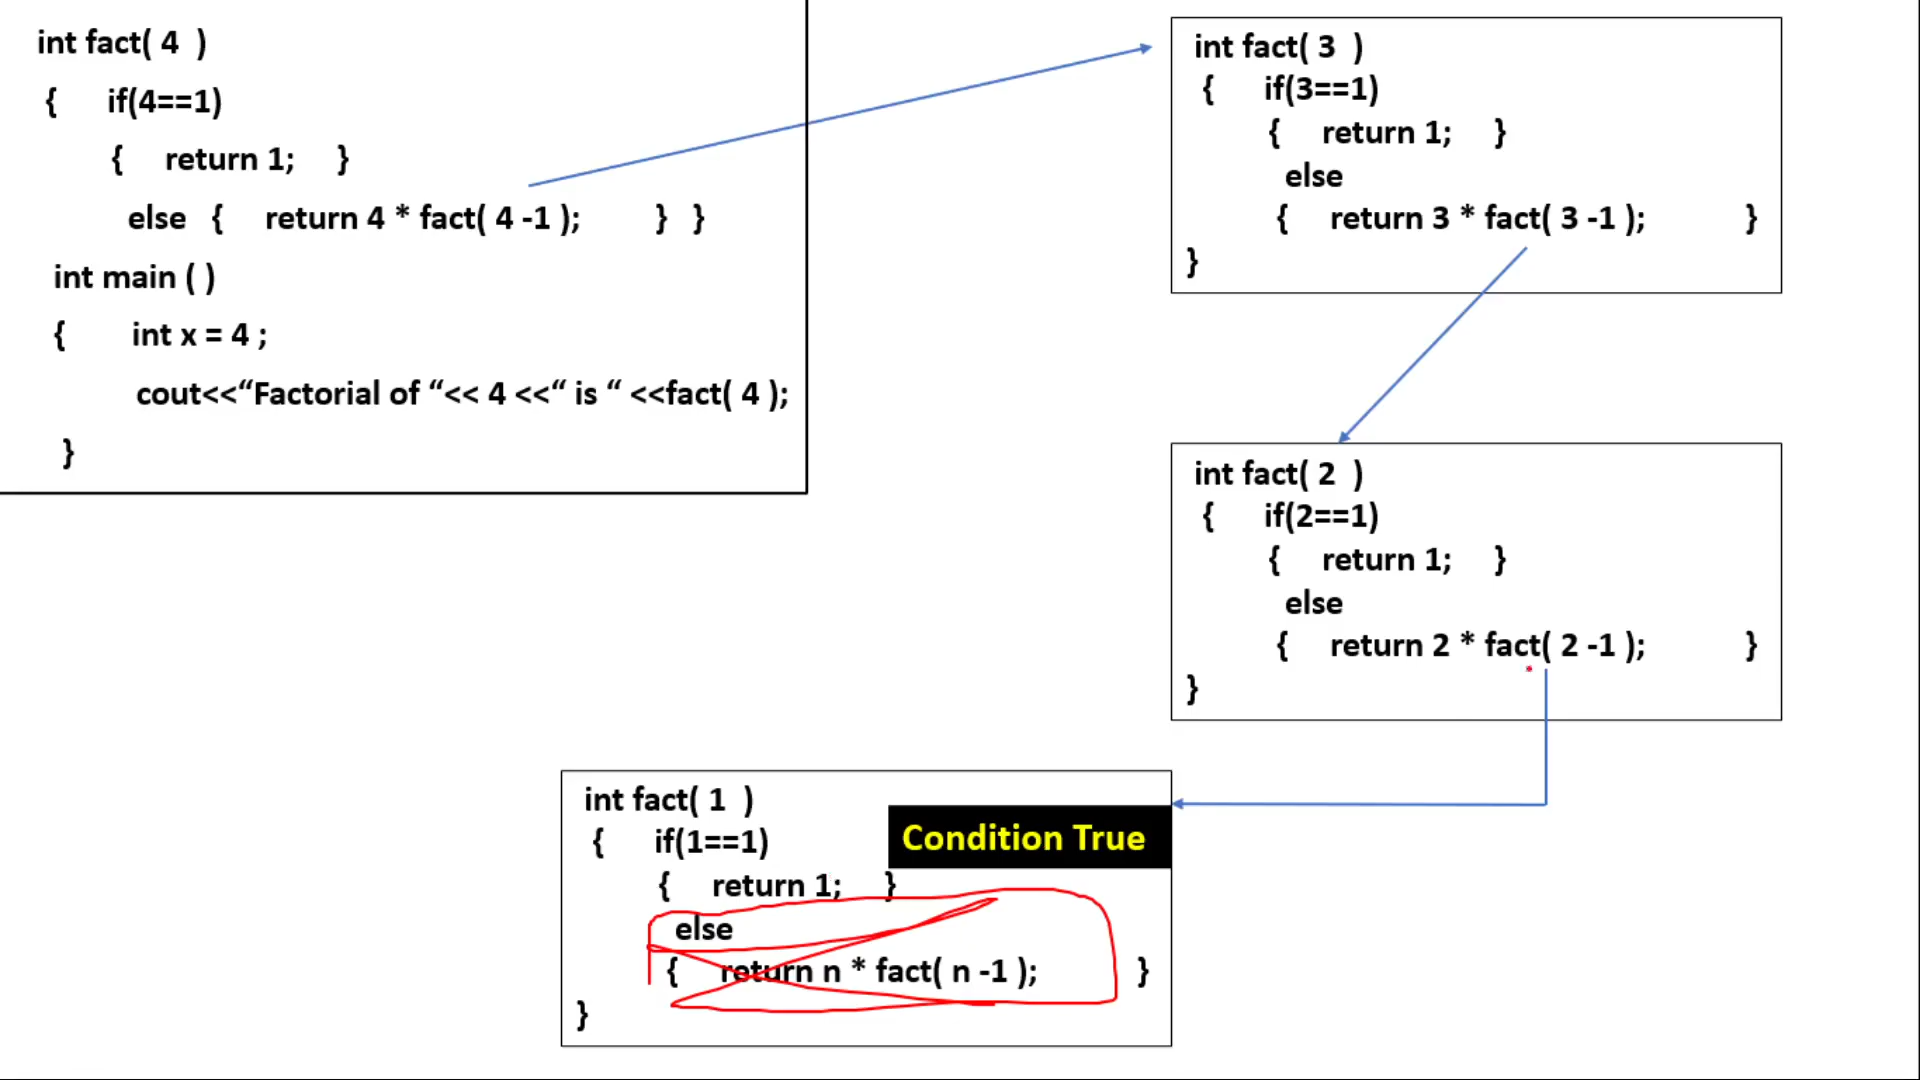 int fact( 4  )
{    if(4==1)
{    return 1;    }
else  {    return 4 * fact( 4 -1 );        }  }
int main ( )
{       int x = 4 ;
cout<<“Factorial of “<< 4 <<“ is “ <<fact( 4 );
}
int fact( 3  )
{     if(3==1)
{    return 1;    }
else
{    return 3 * fact( 3 -1 );          }
}
int fact( 2  )
{     if(2==1)
{    return 1;    }
else
{    return 2 * fact( 2 -1 );          }
}
int fact( 1  )
{     if(1==1)
Condition True
{    return 1;    }
else
{    return n * fact( n -1 );          }
}